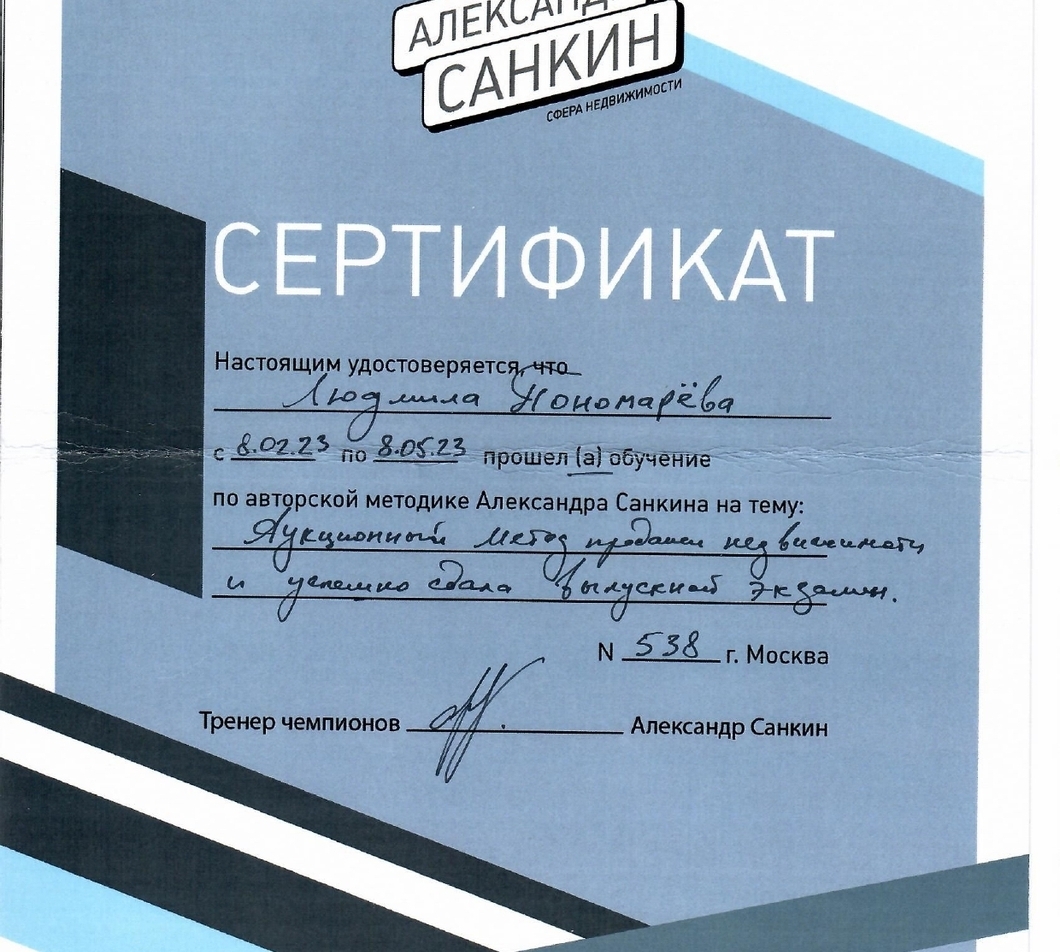 АЛЕКСАНД
САНКИН
СФЕРА НЕДВИЖИМОСТИ
СЕРТИФИКАТ
Настоящим удостоверяется, что
Людмила Пономарёва
с 8.02.23 по 8.05.23 прошел (а) обучение
по авторской методике Александра Санкина на тему:
Аукционный метод продажи недвижимости
и успешно сдала выпускной экзамен.
N 538 г. Москва
Тренер чемпионов Александр Санкин